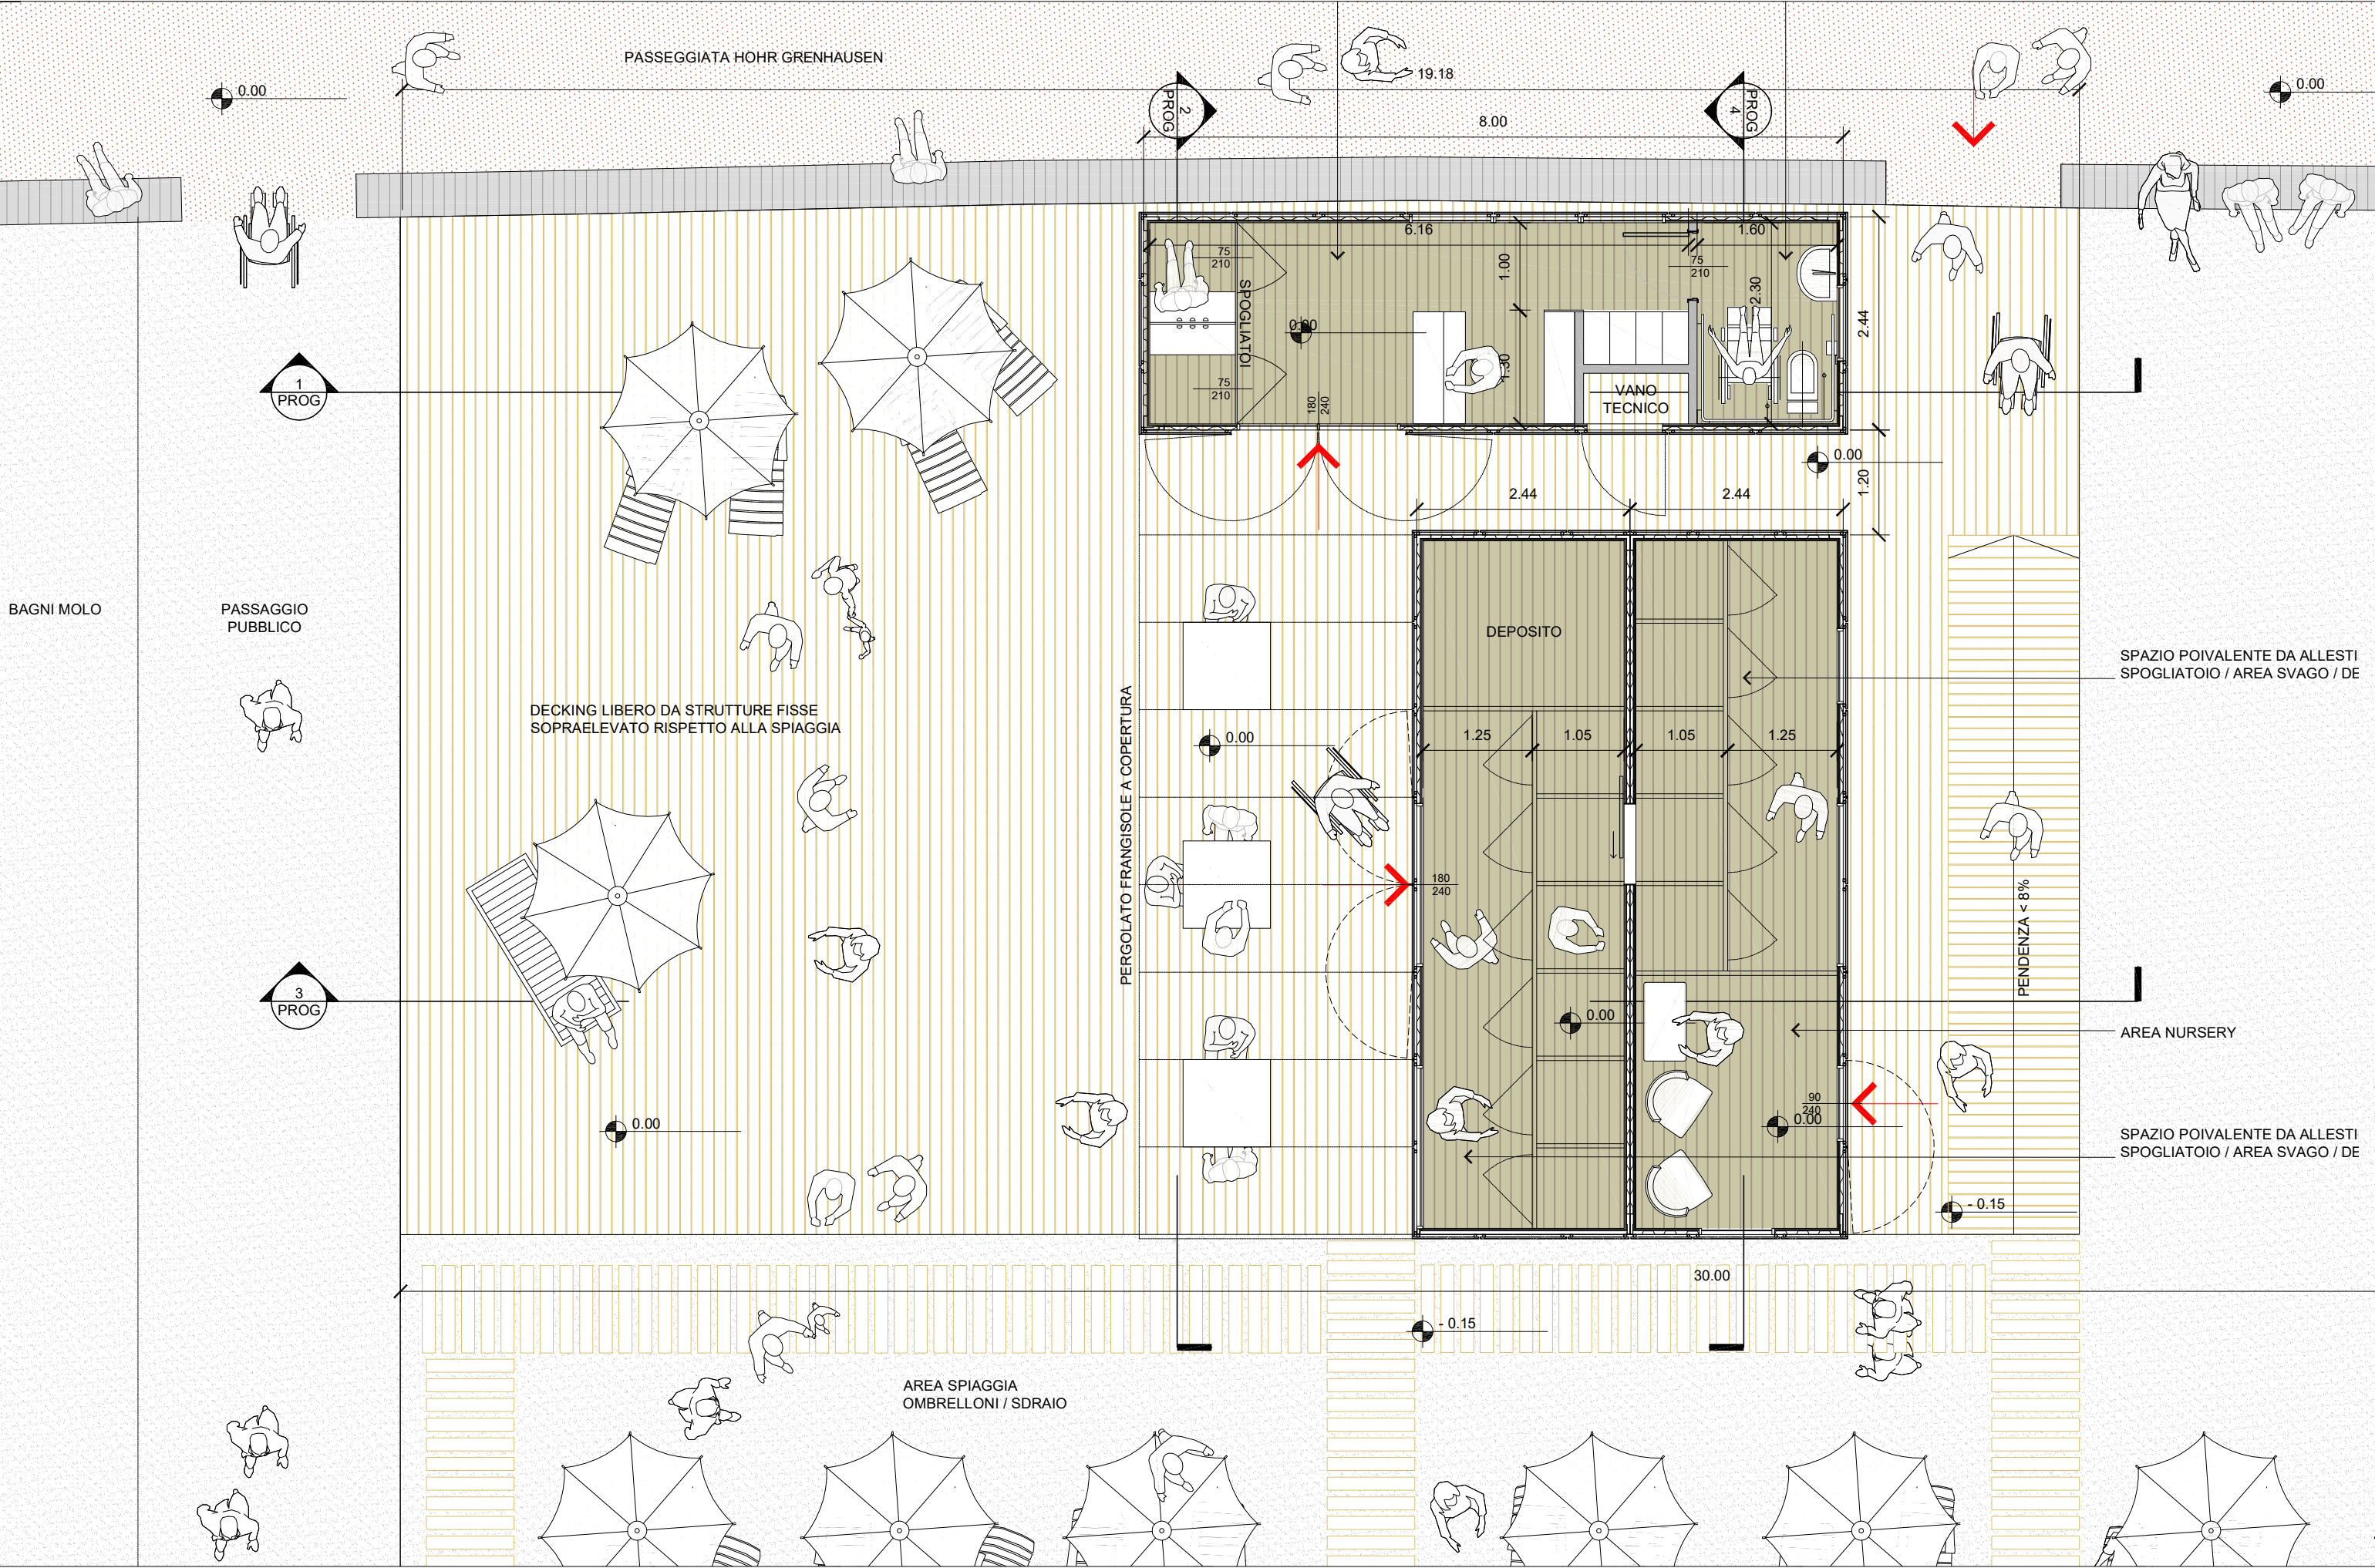 PASSEGGIATA HOHR GRENHAUSEN
19.18
0.00
0.00
2
PROG
4
PROG
8.00
6.16
1.60
75
210
75
210
1.00
2.30
SPOGLIATOI
0.00
2.44
1.30
75
210
180
240
VANO
TECNICO
1
PROG
0.00
1.20
2.44
2.44
BAGNI MOLO
PASSAGGIO
PUBBLICO
DEPOSITO
SPAZIO POIVALENTE DA ALLESTI
SPOGLIATOIO / AREA SVAGO / DE
DECKING LIBERO DA STRUTTURE FISSE
SOPRAELEVATO RISPETTO ALLA SPIAGGIA
PERGOLATO FRANGISOLE A COPERTURA
0.00
1.25
1.05
1.05
1.25
180
240
PENDENZA < 8%
3
PROG
0.00
AREA NURSERY
90
240
0.00
0.00
SPAZIO POIVALENTE DA ALLESTI
SPOGLIATOIO / AREA SVAGO / DE
- 0.15
30.00
- 0.15
AREA SPIAGGIA
OMBRELLONI / SDRAIO